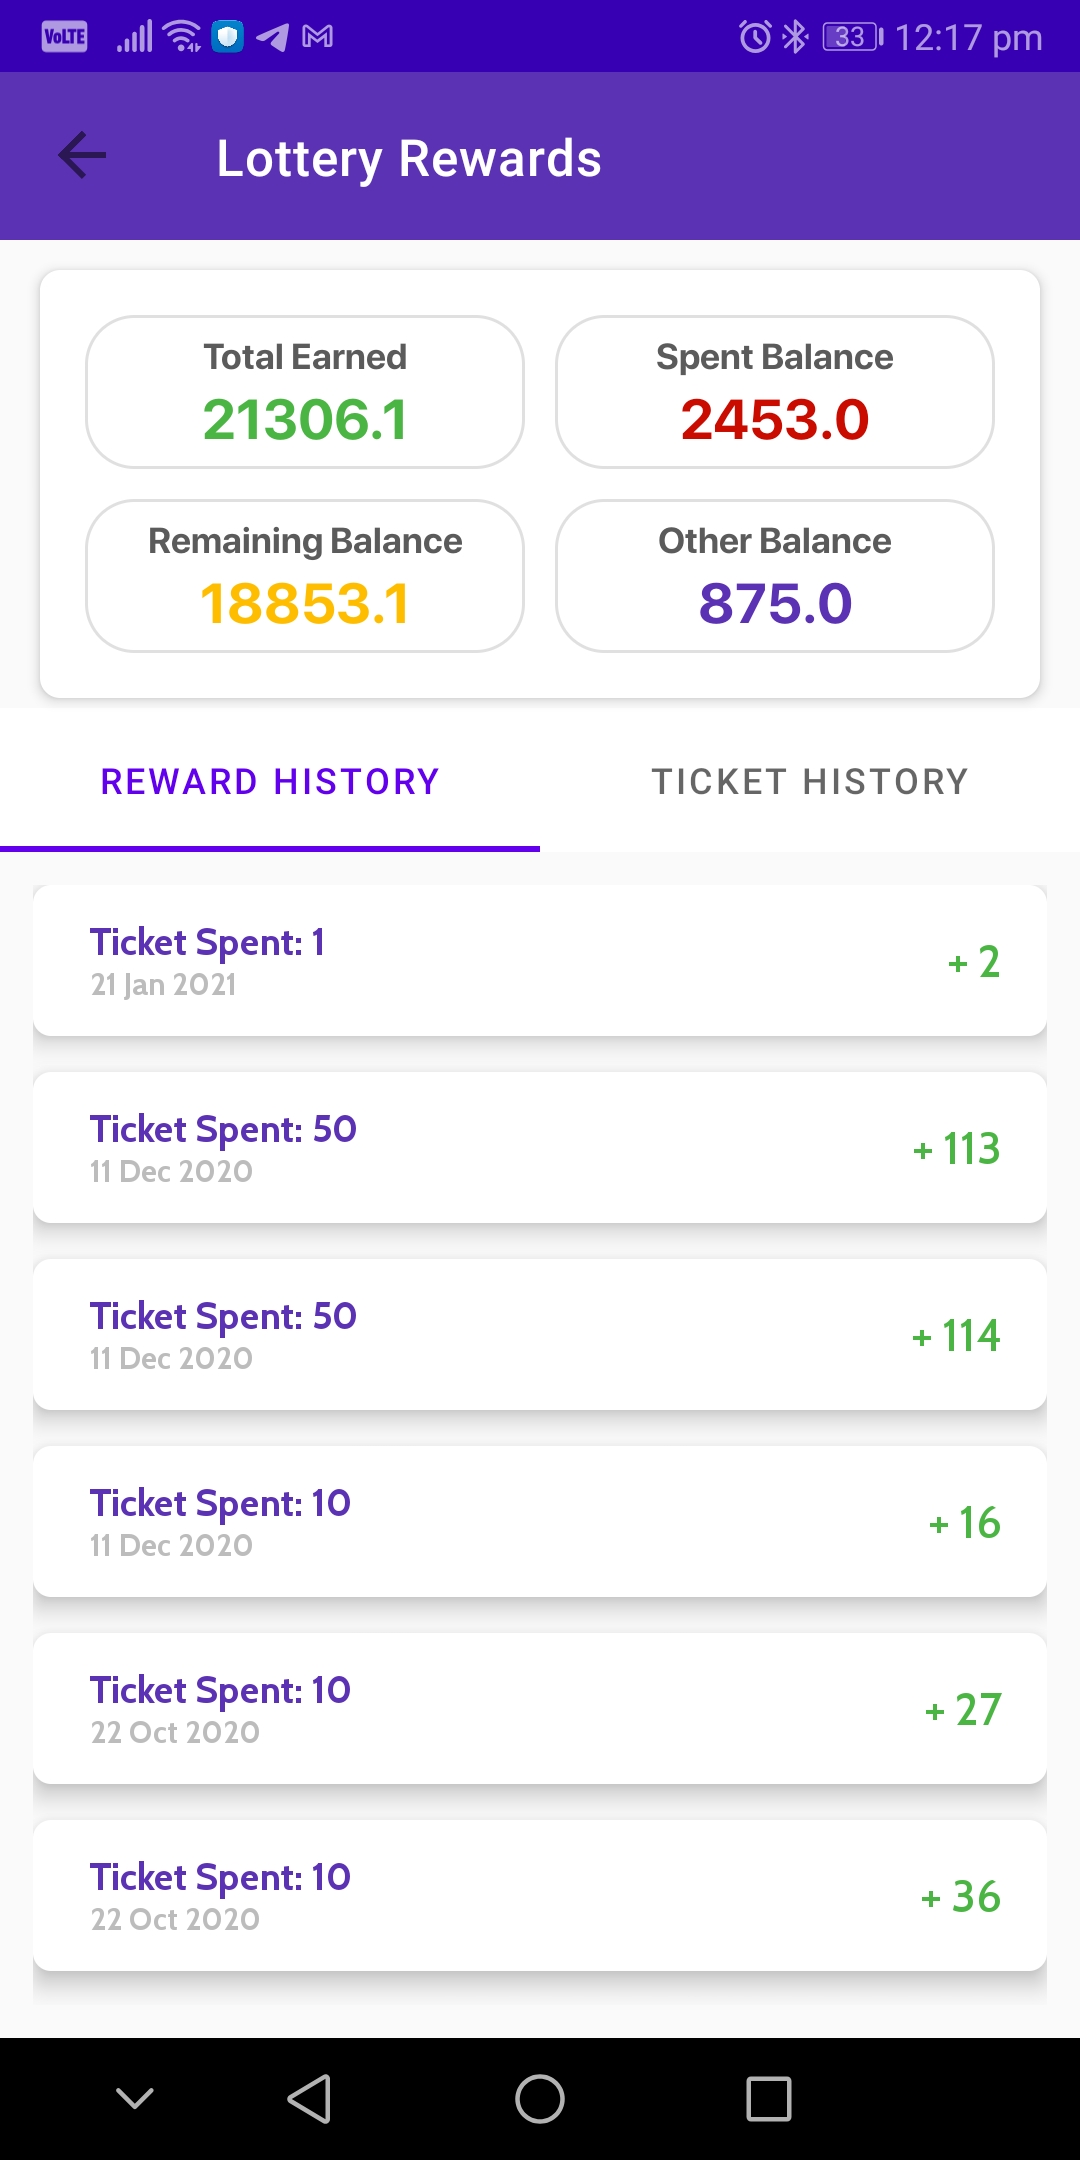 VoLTE 33 12:17 pm
Lottery Rewards
Total Earned Spent Balance
21306.1 2453.0
Remaining Balance Other Balance
18853.1 875.0
REWARD HISTORY TICKET HISTORY
Ticket Spent: 1
21 Jan 2021
+ 2
Ticket Spent: 50
11 Dec 2020
+ 113
Ticket Spent: 50
11 Dec 2020
+ 114
Ticket Spent: 10
11 Dec 2020
+ 16
Ticket Spent: 10
22 Oct 2020
+ 27
Ticket Spent: 10
22 Oct 2020
+ 36